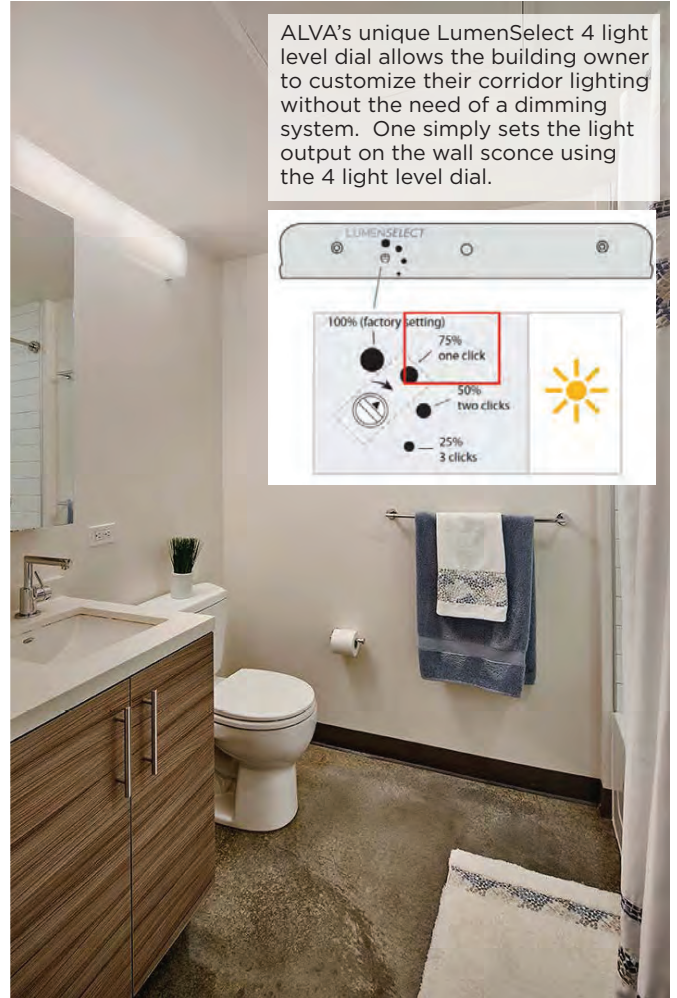 ALVA's unique LumenSelect 4 light
level dial allows the building owner
to customize their corridor lighting
without the need of a dimming
system.  One simply sets the light
output on the wall sconce using
the 4 light level dial.
LUMENSELECT
100% (factory setting)
75%
one click
50%
two clicks
25%
3 clicks